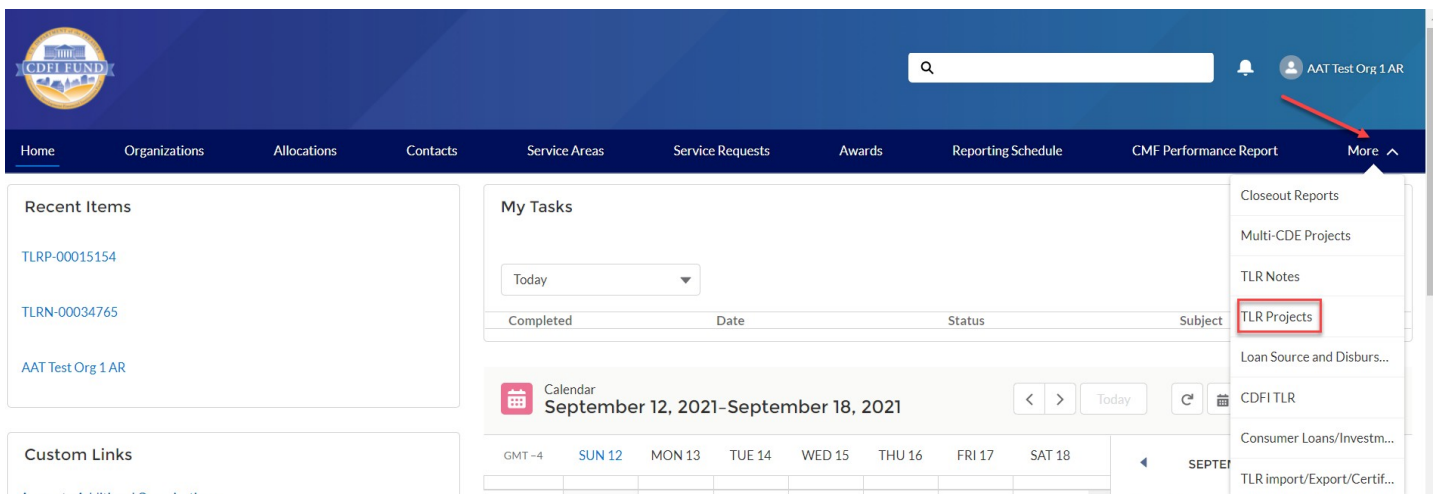 CDFI FUND
AAT Test Org 1 AR
Home Organizations Allocations Contacts Service Areas Service Requests Awards Reporting Schedule CMF Performance Report More
Recent Items
TLRP-00015154
TLRN-00034765
AAT Test Org 1 AR
Custom Links
My Tasks
Today
Completed Date Status Subject
Calendar
September 12, 2021–September 18, 2021
Today
GMT −4 SUN 12 MON 13 TUE 14 WED 15 THU 16 FRI 17 SAT 18
Closeout Reports
Multi-CDE Projects
TLR Notes
TLR Projects
Loan Source and Disburs...
CDFI TLR
Consumer Loans/Investm...
TLR import/Export/Certif...